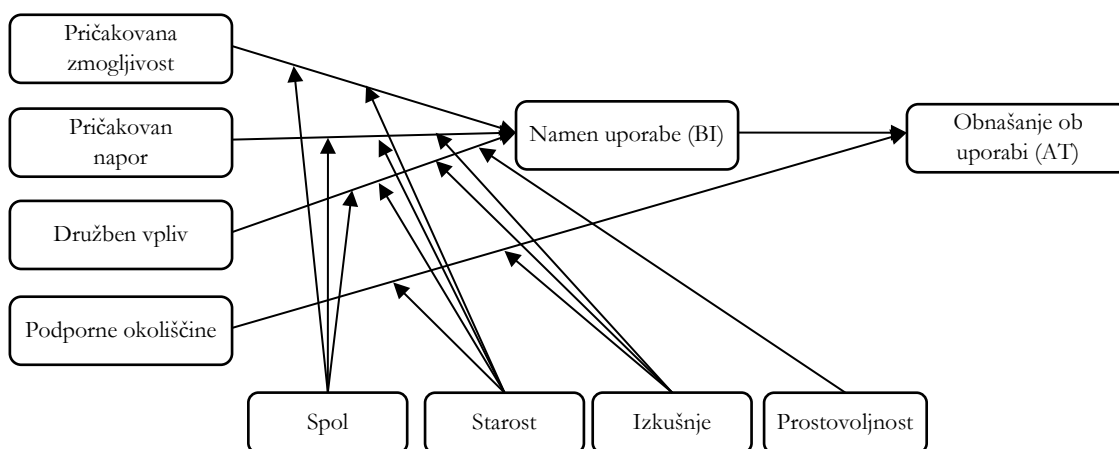 Pričakovana
zmogljivost
Pričakovan
napor
Namen uporabe (BI)
Obnašanje ob
uporabi (AT)
Družben vpliv
Podporne okoliščine
Spol
Starost
Izkušnje
Prostovoljnost